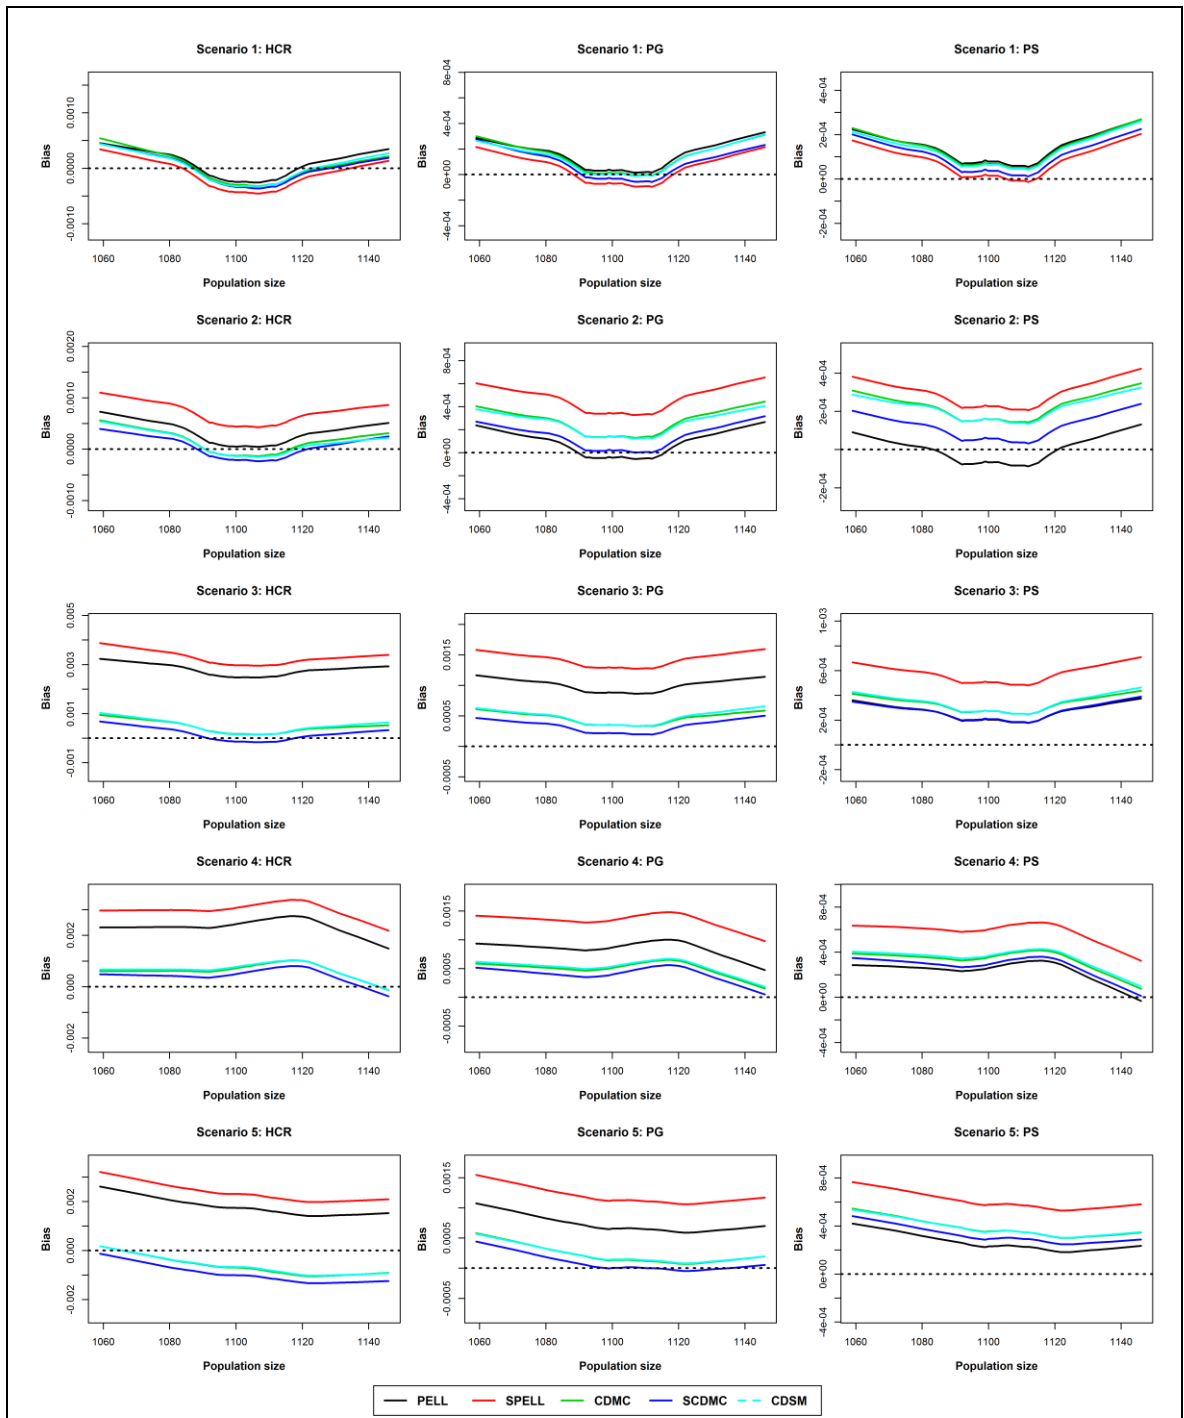 Scenario 1: HCR
Scenario 1: PG
Scenario 1: PS
Bias
-0.0010
0.0000
0.0010
1060 1080 1100 1120 1140
Population size
Bias
-4e-04
0e+00
4e-04
8e-04
1060 1080 1100 1120 1140
Population size
Bias
-2e-04
0e+00
2e-04
4e-04
1060 1080 1100 1120 1140
Population size
Scenario 2: HCR
Scenario 2: PG
Scenario 2: PS
Bias
-0.0010
0.0000
0.0010
0.0020
1060 1080 1100 1120 1140
Population size
Bias
-4e-04
0e+00
4e-04
8e-04
1060 1080 1100 1120 1140
Population size
Bias
-2e-04
2e-04
4e-04
1060 1080 1100 1120 1140
Population size
Scenario 3: HCR
Scenario 3: PG
Scenario 3: PS
Bias
-0.001
0.001
0.003
0.005
1060 1080 1100 1120 1140
Population size
Bias
-0.0005
0.0005
0.0015
1060 1080 1100 1120 1140
Population size
Bias
-2e-04
2e-04
6e-04
1e-03
1060 1080 1100 1120 1140
Population size
Scenario 4: HCR
Scenario 4: PG
Scenario 4: PS
Bias
-0.002
0.000
0.002
1060 1080 1100 1120 1140
Population size
Bias
-0.0005
0.0005
0.0015
1060 1080 1100 1120 1140
Population size
Bias
-4e-04
0e+00
4e-04
8e-04
1060 1080 1100 1120 1140
Population size
Scenario 5: HCR
Scenario 5: PG
Scenario 5: PS
Bias
-0.002
0.000
0.002
1060 1080 1100 1120 1140
Population size
Bias
-0.0005
0.0005
0.0015
1060 1080 1100 1120 1140
Population size
Bias
-4e-04
0e+00
4e-04
8e-04
1060 1080 1100 1120 1140
Population size
PELL SPELL CDMC SCDMC CDSM